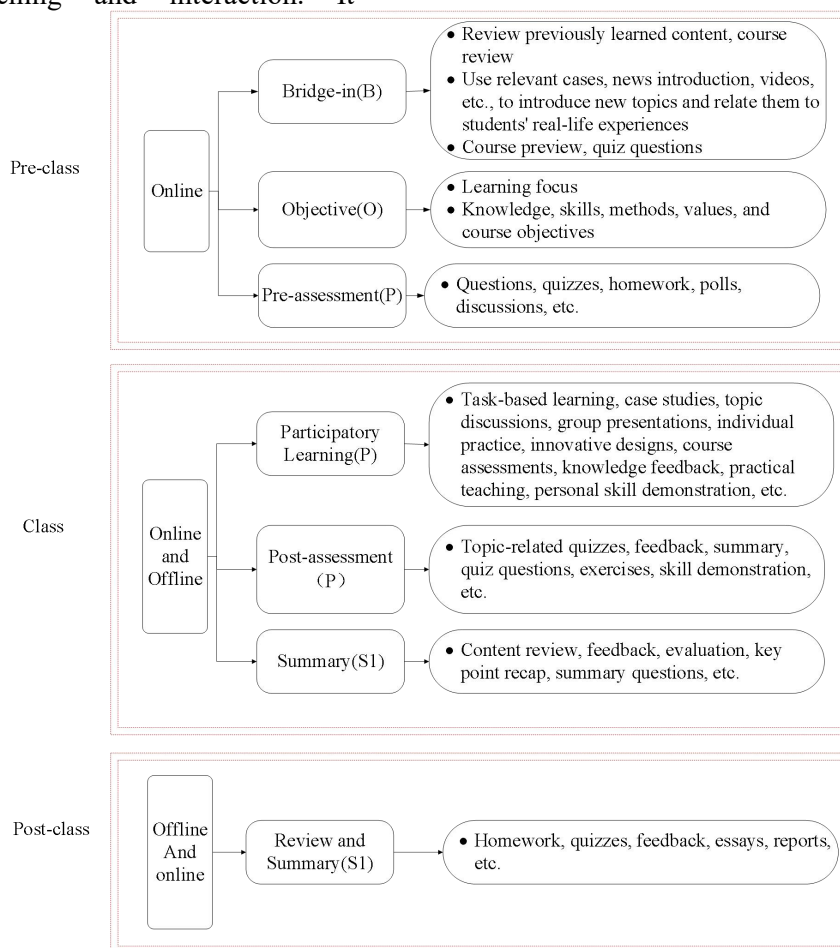 and interaction. It
Pre-class
Online
Bridge-in(B)
● Review previously learned content, course
review
● Use relevant cases, news introduction, videos,
etc., to introduce new topics and relate them to
students' real-life experiences
● Course preview, quiz questions
Objective(O)
● Learning focus
● Knowledge, skills, methods, values, and
course objectives
Pre-assessment(P)
● Questions, quizzes, homework, polls,
discussions, etc.
Class
Online
and
Offline
Participatory
Learning(P)
● Task-based learning, case studies, topic
discussions, group presentations, individual
practice, innovative designs, course
assessments, knowledge feedback, practical
teaching, personal skill demonstration, etc.
Post-assessment
（P）
● Topic-related quizzes, feedback, summary,
quiz questions, exercises, skill demonstration,
etc.
Summary(S1)
● Content review, feedback, evaluation, key
point recap, summary questions, etc.
Post-class
Offline
And
online
Review and
Summary(S1)
● Homework, quizzes, feedback, essays, reports,
etc.